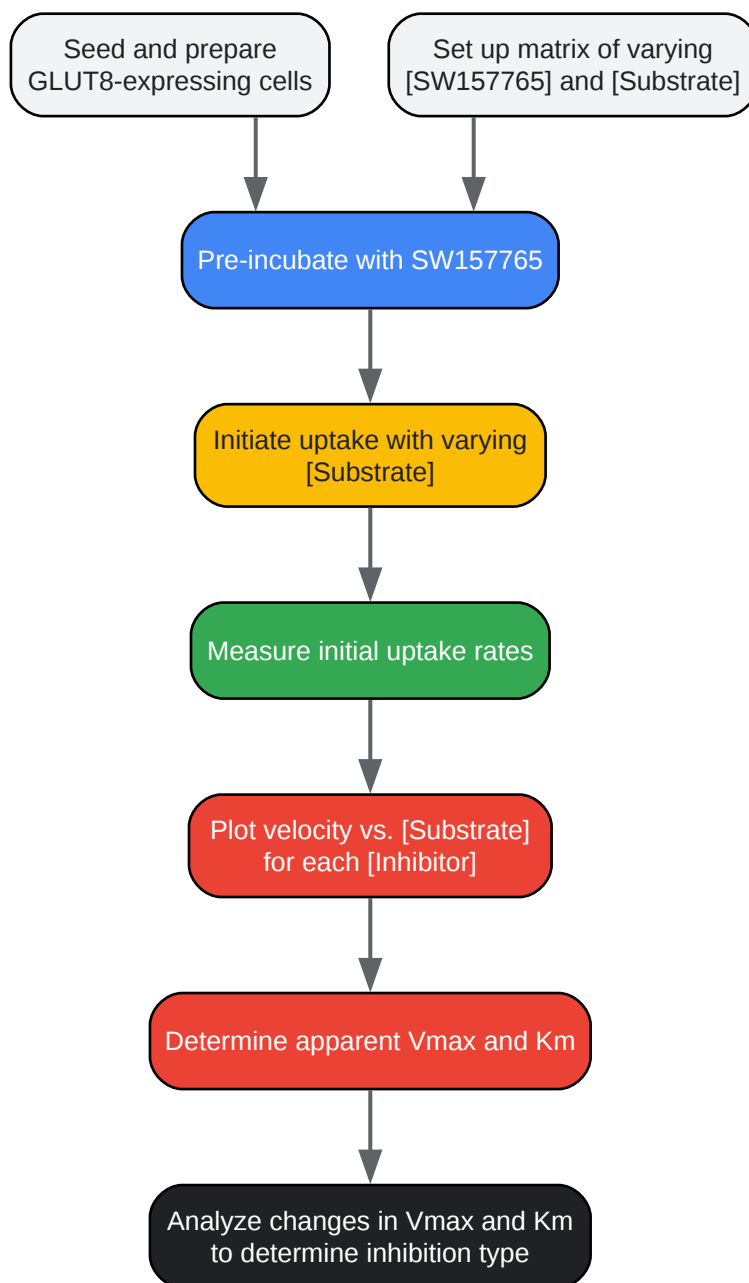 Seed and prepare
GLUT8-expressing cells
Set up matrix of varying
[SW157765] and [Substrate]
Pre-incubate with SW157765
Initiate uptake with varying
[Substrate]
Measure initial uptake rates
Plot velocity vs. [Substrate]
for each [Inhibitor]
Determine apparent Vmax and Km
Analyze changes in Vmax and Km
to determine inhibition type